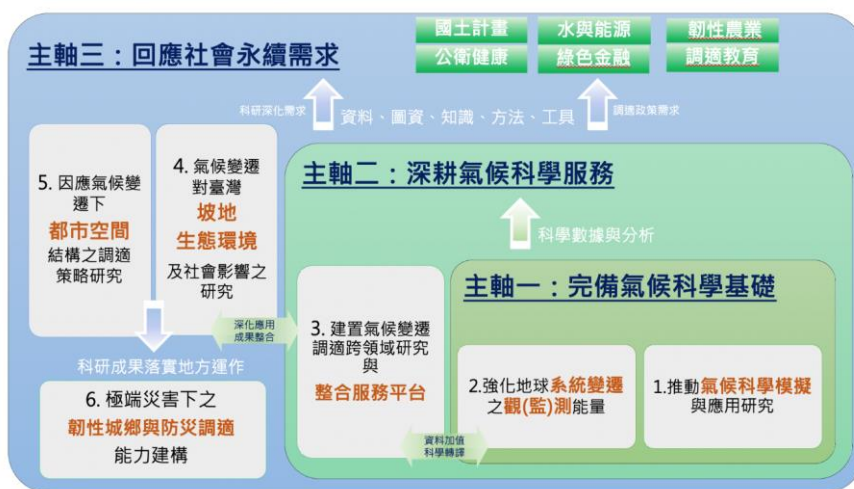 主軸三：回應社會永續需求
國土計畫
水與能源
韌性農業
公衛健康
綠色金融
調適教育
科研深化需求
資料、圖資、知識、方法、工具
調適政策需求
5. 因應氣候變
遷下
都市空間
結構之調適
策略研究
4. 氣候變遷
對臺灣
坡地
生態環境
及社會影響之
研究
主軸二：深耕氣候科學服務
科學數據與分析
主軸一：完備氣候科學基礎
深化應用
成果整合
3. 建置氣候變遷
調適跨領域研究
與
整合服務平台
2.強化地球系統變遷
之觀(監)測能量
1.推動氣候科學模擬
與應用研究
科研成果落實地方運作
6. 極端災害下之
韌性城鄉與防災調適
能力建構
資料加值
科學轉譯